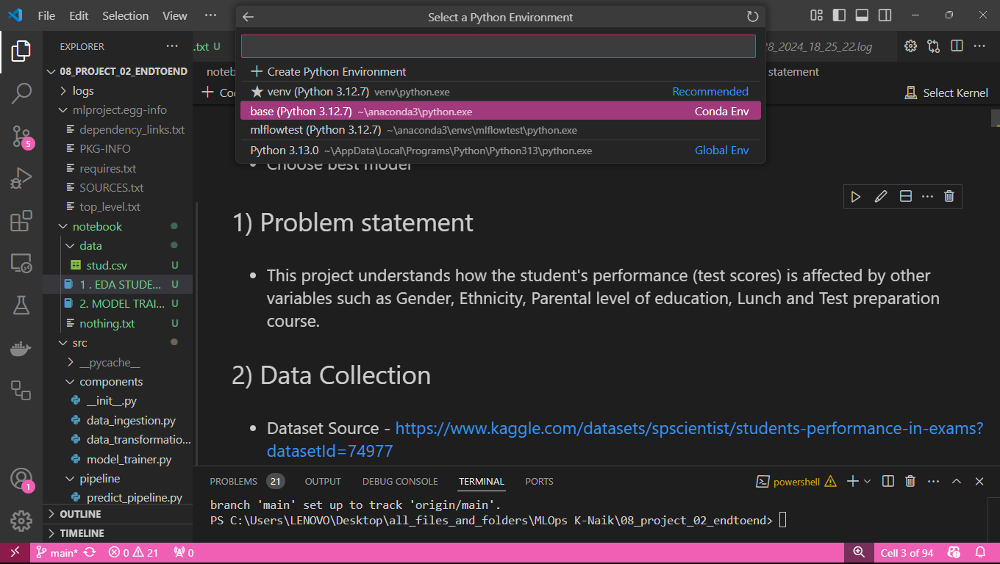 File Edit Selection View ···
Select a Python Environment
EXPLORER ···
.txt U
28_2024_18_25_22.log
08_PROJECT_02_ENDTOEND
logs
mlproject.egg-info
dependency_links.txt
PKG-INFO
requires.txt
SOURCES.txt
top_level.txt
notebook
data
stud.csv U
1 . EDA STUDE... U
2. MODEL TRAI... U
nothing.txt U
src
__pycache__
components
__init__.py
data_ingestion.py
data_transformatio...
model_trainer.py
pipeline
predict_pipeline.py
OUTLINE
TIMELINE
5
1
noteb
statement
+ Coc
Select Kernel
+ Create Python Environment
venv (Python 3.12.7) venv\python.exe Recommended
base (Python 3.12.7) ~\anaconda3\python.exe Conda Env
mlflowtest (Python 3.12.7) ~\anaconda3\envs\mlflowtest\python.exe
Python 3.13.0 ~\AppData\Local\Programs\Python\Python313\python.exe Global Env
• Choose best model
1) Problem statement
• This project understands how the student's performance (test scores) is affected by other
variables such as Gender, Ethnicity, Parental level of education, Lunch and Test preparation
course.
2) Data Collection
• Dataset Source - https://www.kaggle.com/datasets/spscientist/students-performance-in-exams?
datasetId=74977
PROBLEMS 21 OUTPUT DEBUG CONSOLE TERMINAL PORTS
powershell
branch 'main' set up to track 'origin/main'.
PS C:\Users\LENOVO\Desktop\all_files_and_folders\MLOps K-Naik\08_project_02_endtoend>
main* 0 21 0
Cell 3 of 94